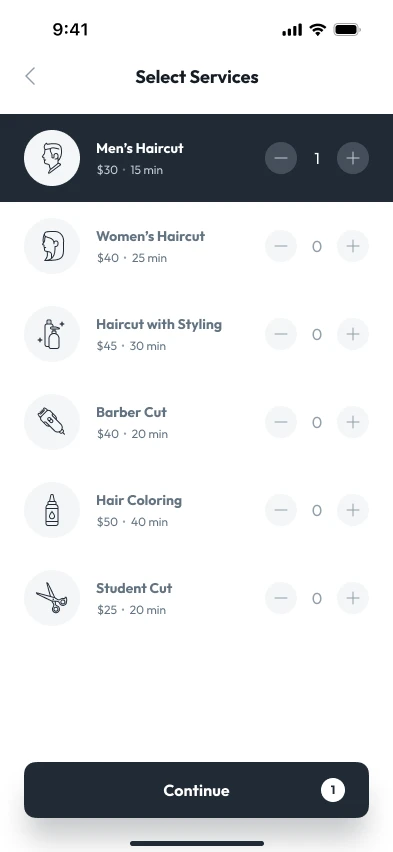 9:41
Select Services
Men's Haircut
$30 · 15 min
1
Women's Haircut
$40 · 25 min
0
Haircut with Styling
$45 · 30 min
0
Barber Cut
$40 · 20 min
0
Hair Coloring
$50 · 40 min
0
Student Cut
$25 · 20 min
0
Continue
1